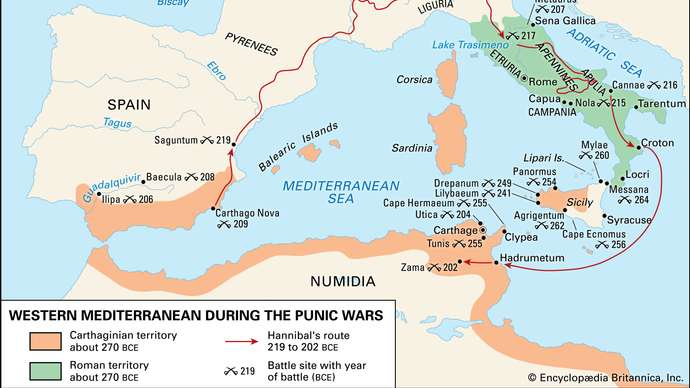 Biscay
LIGURIA
Metaurus
207
Sena Gallica
217
Lake Trasimeno
ADRIATIC SEA
PYRENEES
ETRURIA
APENNINES
Ebro
Corsica
Rome
APULIA
Cannae 216
SPAIN
Capua
Nola 215
CAMPANIA
Tarentum
Tagus
Saguntum 219
Balearic Islands
Sardinia
Mylae
260
Croton
Lipari Is.
Guadalquivir
Baecula 208
MEDITERRANEAN
SEA
Panormus
254
Drepanum 249
Lilybaeum 241
Locri
Messana
264
Ilipa 206
Sicily
Cape Hermaeum 255
Utica 204
Agrigentum
262
Syracuse
Carthago Nova
209
Carthage
Clypea
Cape Ecnomus
256
Tunis 255
Hadrumetum
Zama 202
NUMIDIA
WESTERN MEDITERRANEAN DURING THE PUNIC WARS
Carthaginian territory
about 270 BCE
Hannibal's route
219 to 202 BCE
Roman territory
about 270 BCE
219
Battle site with year
of battle (BCE)
© Encyclopædia Britannica, Inc.